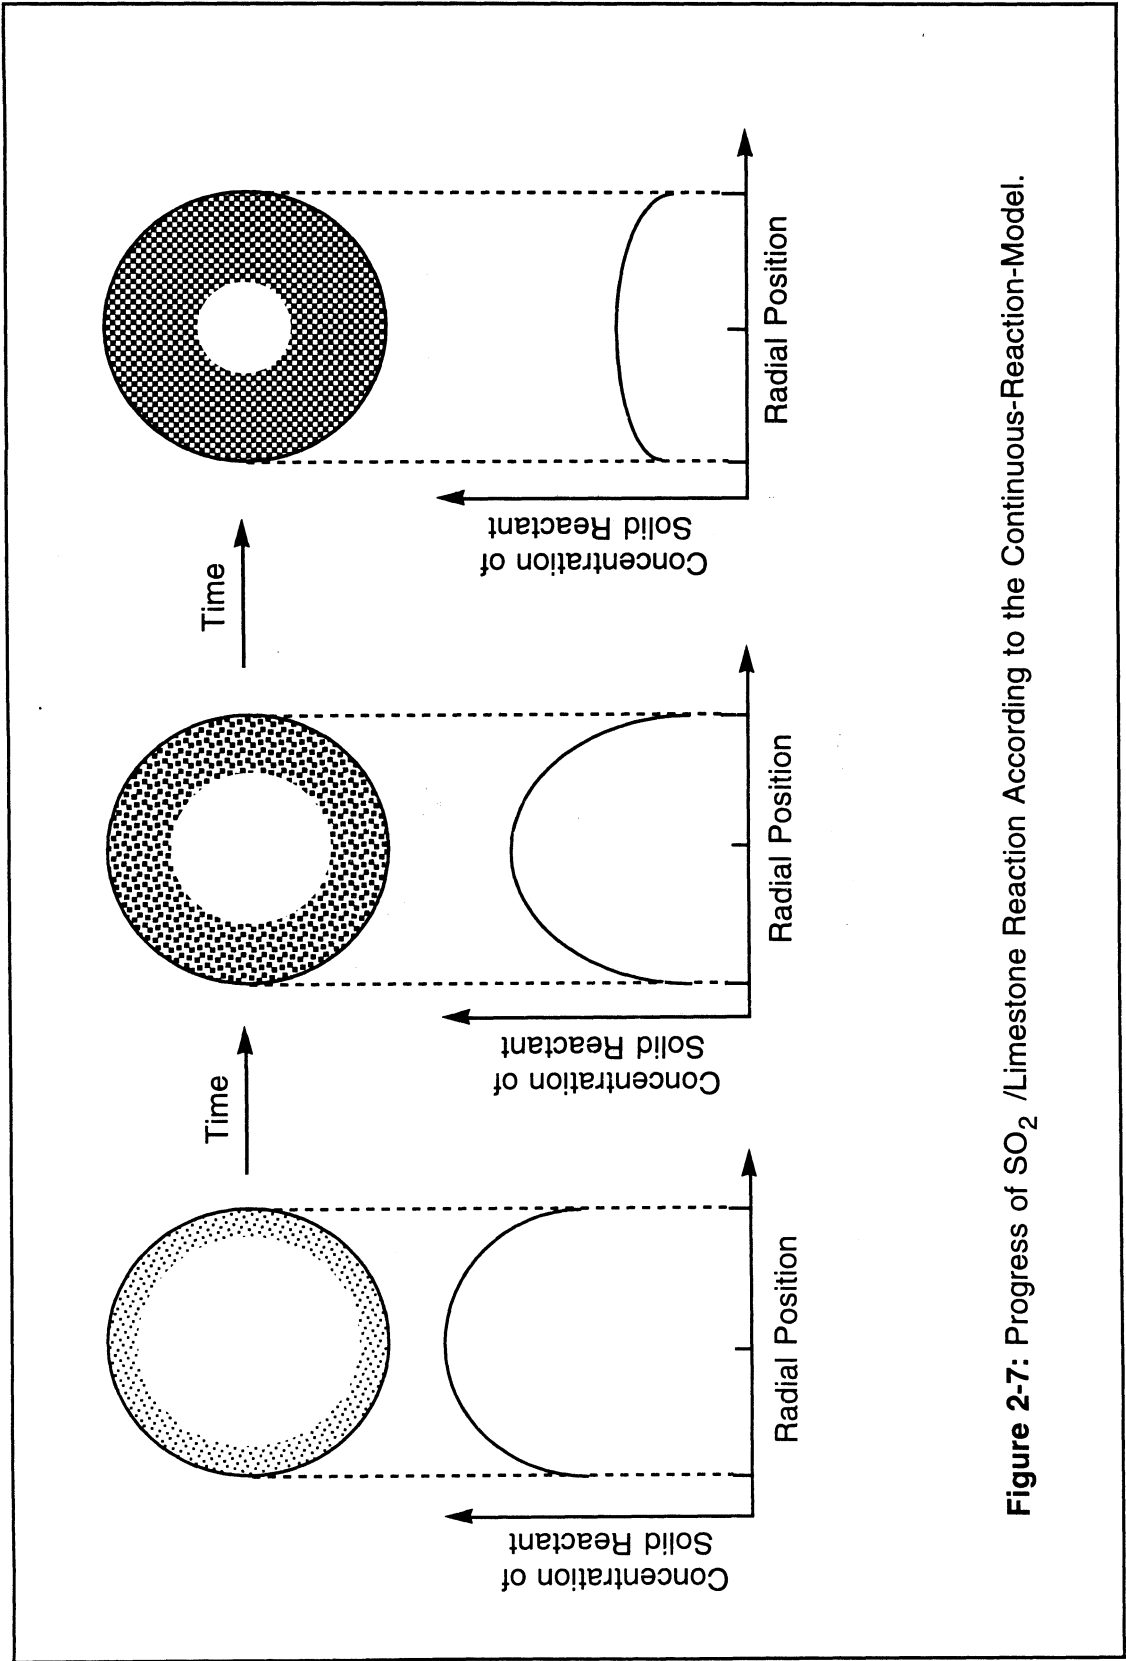 Time
Time
Concentration of
Solid Reactant
Radial Position
Concentration of
Solid Reactant
Radial Position
Concentration of
Solid Reactant
Radial Position
Figure 2-7: Progress of SO2 /Limestone Reaction According to the Continuous-Reaction-Model.